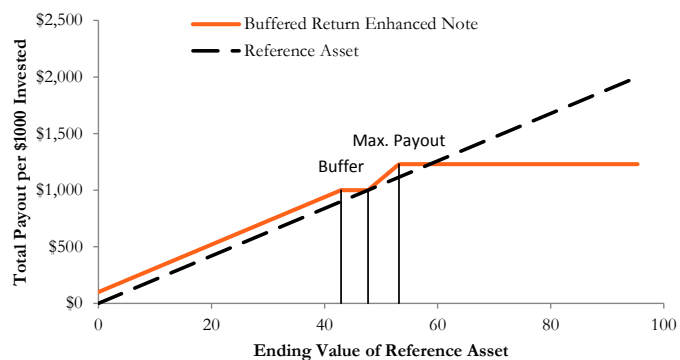 $2,500
Buffered Return Enhanced Note
Reference Asset
$2,000
$1,500
Max. Payout
Buffer
$1,000
$500
$0
Total Payout per $1000 Invested
0 20 40 60 80 100
Ending Value of Reference Asset